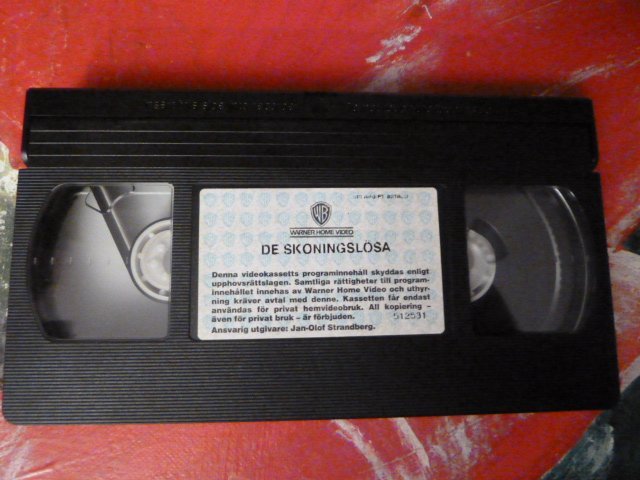 WB
WARNER HOME VIDEO
DE SKONINGSLÖSA
Denna videokassetts programinnehåll skyddas enligt
upphovsrättslagen. Samtliga rättigheter till program-
innehållet innehas av Warner Home Video och uthyr-
ning kräver avtal med denne. Kassetten får endast
användas för privat hemvideobruk. All kopiering –
även för privat bruk – är förbjuden.
512531
Ansvarig utgivare: Jan-Olof Strandberg.